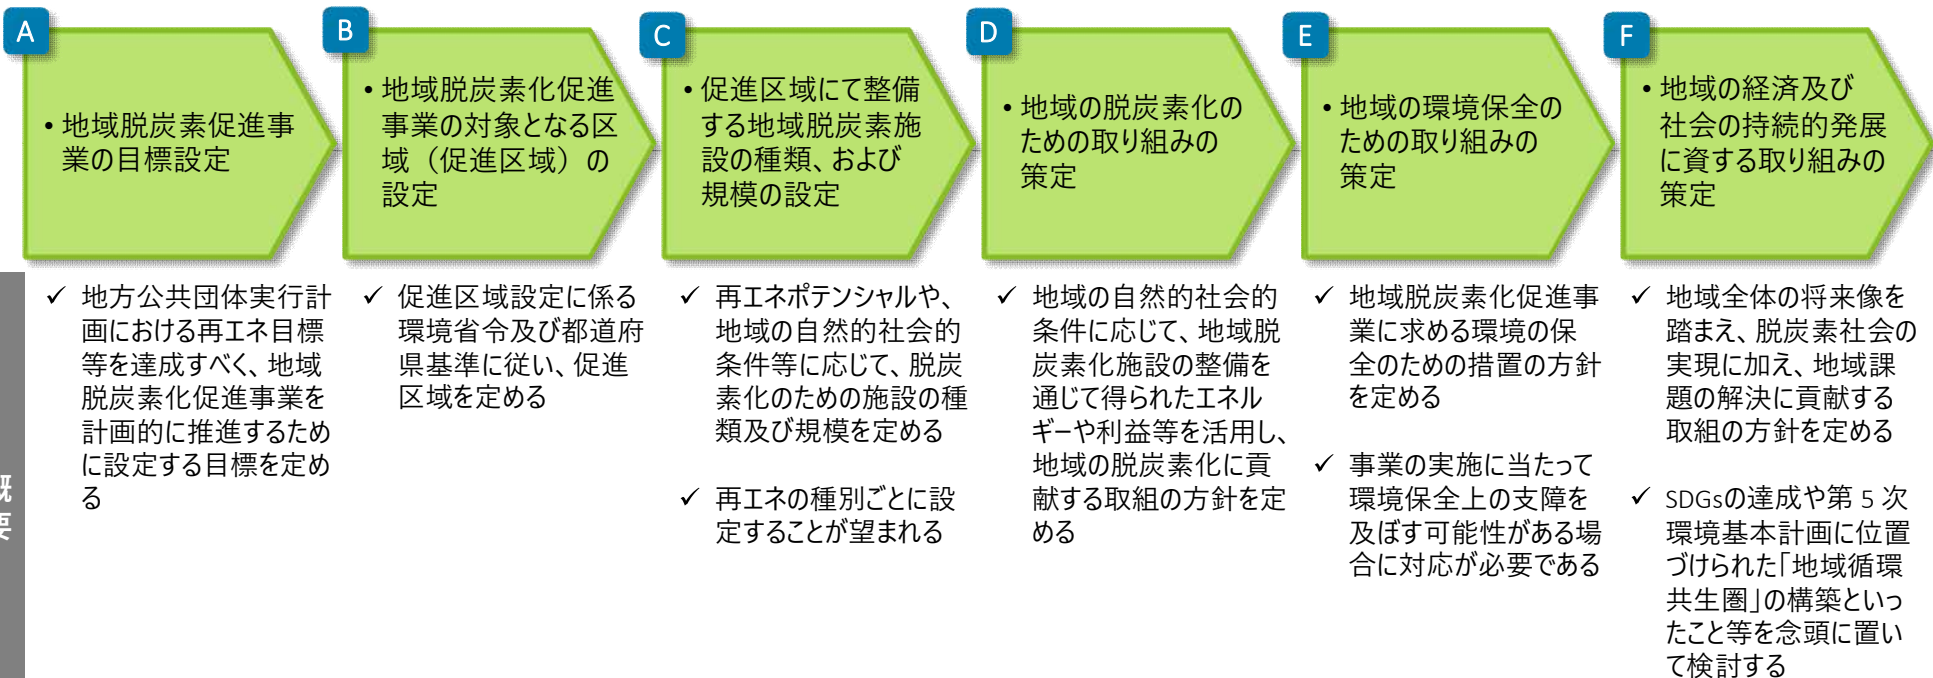 A
• 地域脱炭素促進事
業の目標設定
B
• 地域脱炭素化促進
事業の対象となる区
域（促進区域）の
設定
C
• 促進区域にて整備
する地域脱炭素施
設の種類、および
規模の設定
D
• 地域の脱炭素化の
ための取り組みの
策定
E
• 地域の環境保全の
ための取り組みの
策定
F
• 地域の経済及び
社会の持続的発展
に資する取り組みの
策定
概
要
✓ 地方公共団体実行計
画における再エネ目標
等を達成すべく、地域
脱炭素化促進事業を
計画的に推進するため
に設定する目標を定め
る
✓ 促進区域設定に係る
環境省令及び都道府
県基準に従い、促進
区域を定める
✓ 再エネポテンシャルや、
地域の自然的社会的
条件等に応じて、脱炭
素化のための施設の種
類及び規模を定める
✓ 再エネの種別ごとに設
定することが望まれる
✓ 地域の自然的社会的
条件に応じて、地域脱
炭素化施設の整備を
通じて得られたエネル
ギーや利益等を活用し、
地域の脱炭素化に貢
献する取組の方針を定
める
✓ 地域脱炭素化促進事
業に求める環境の保
全のための措置の方針
を定める
✓ 事業の実施に当たって
環境保全上の支障を
及ぼす可能性がある場
合に対応が必要である
✓ 地域全体の将来像を
踏まえ、脱炭素社会の
実現に加え、地域課
題の解決に貢献する
取組の方針を定める
✓ SDGsの達成や第５次
環境基本計画に位置
づけられた「地域循環
共生圏」の構築といっ
たこと等を念頭に置い
て検討する